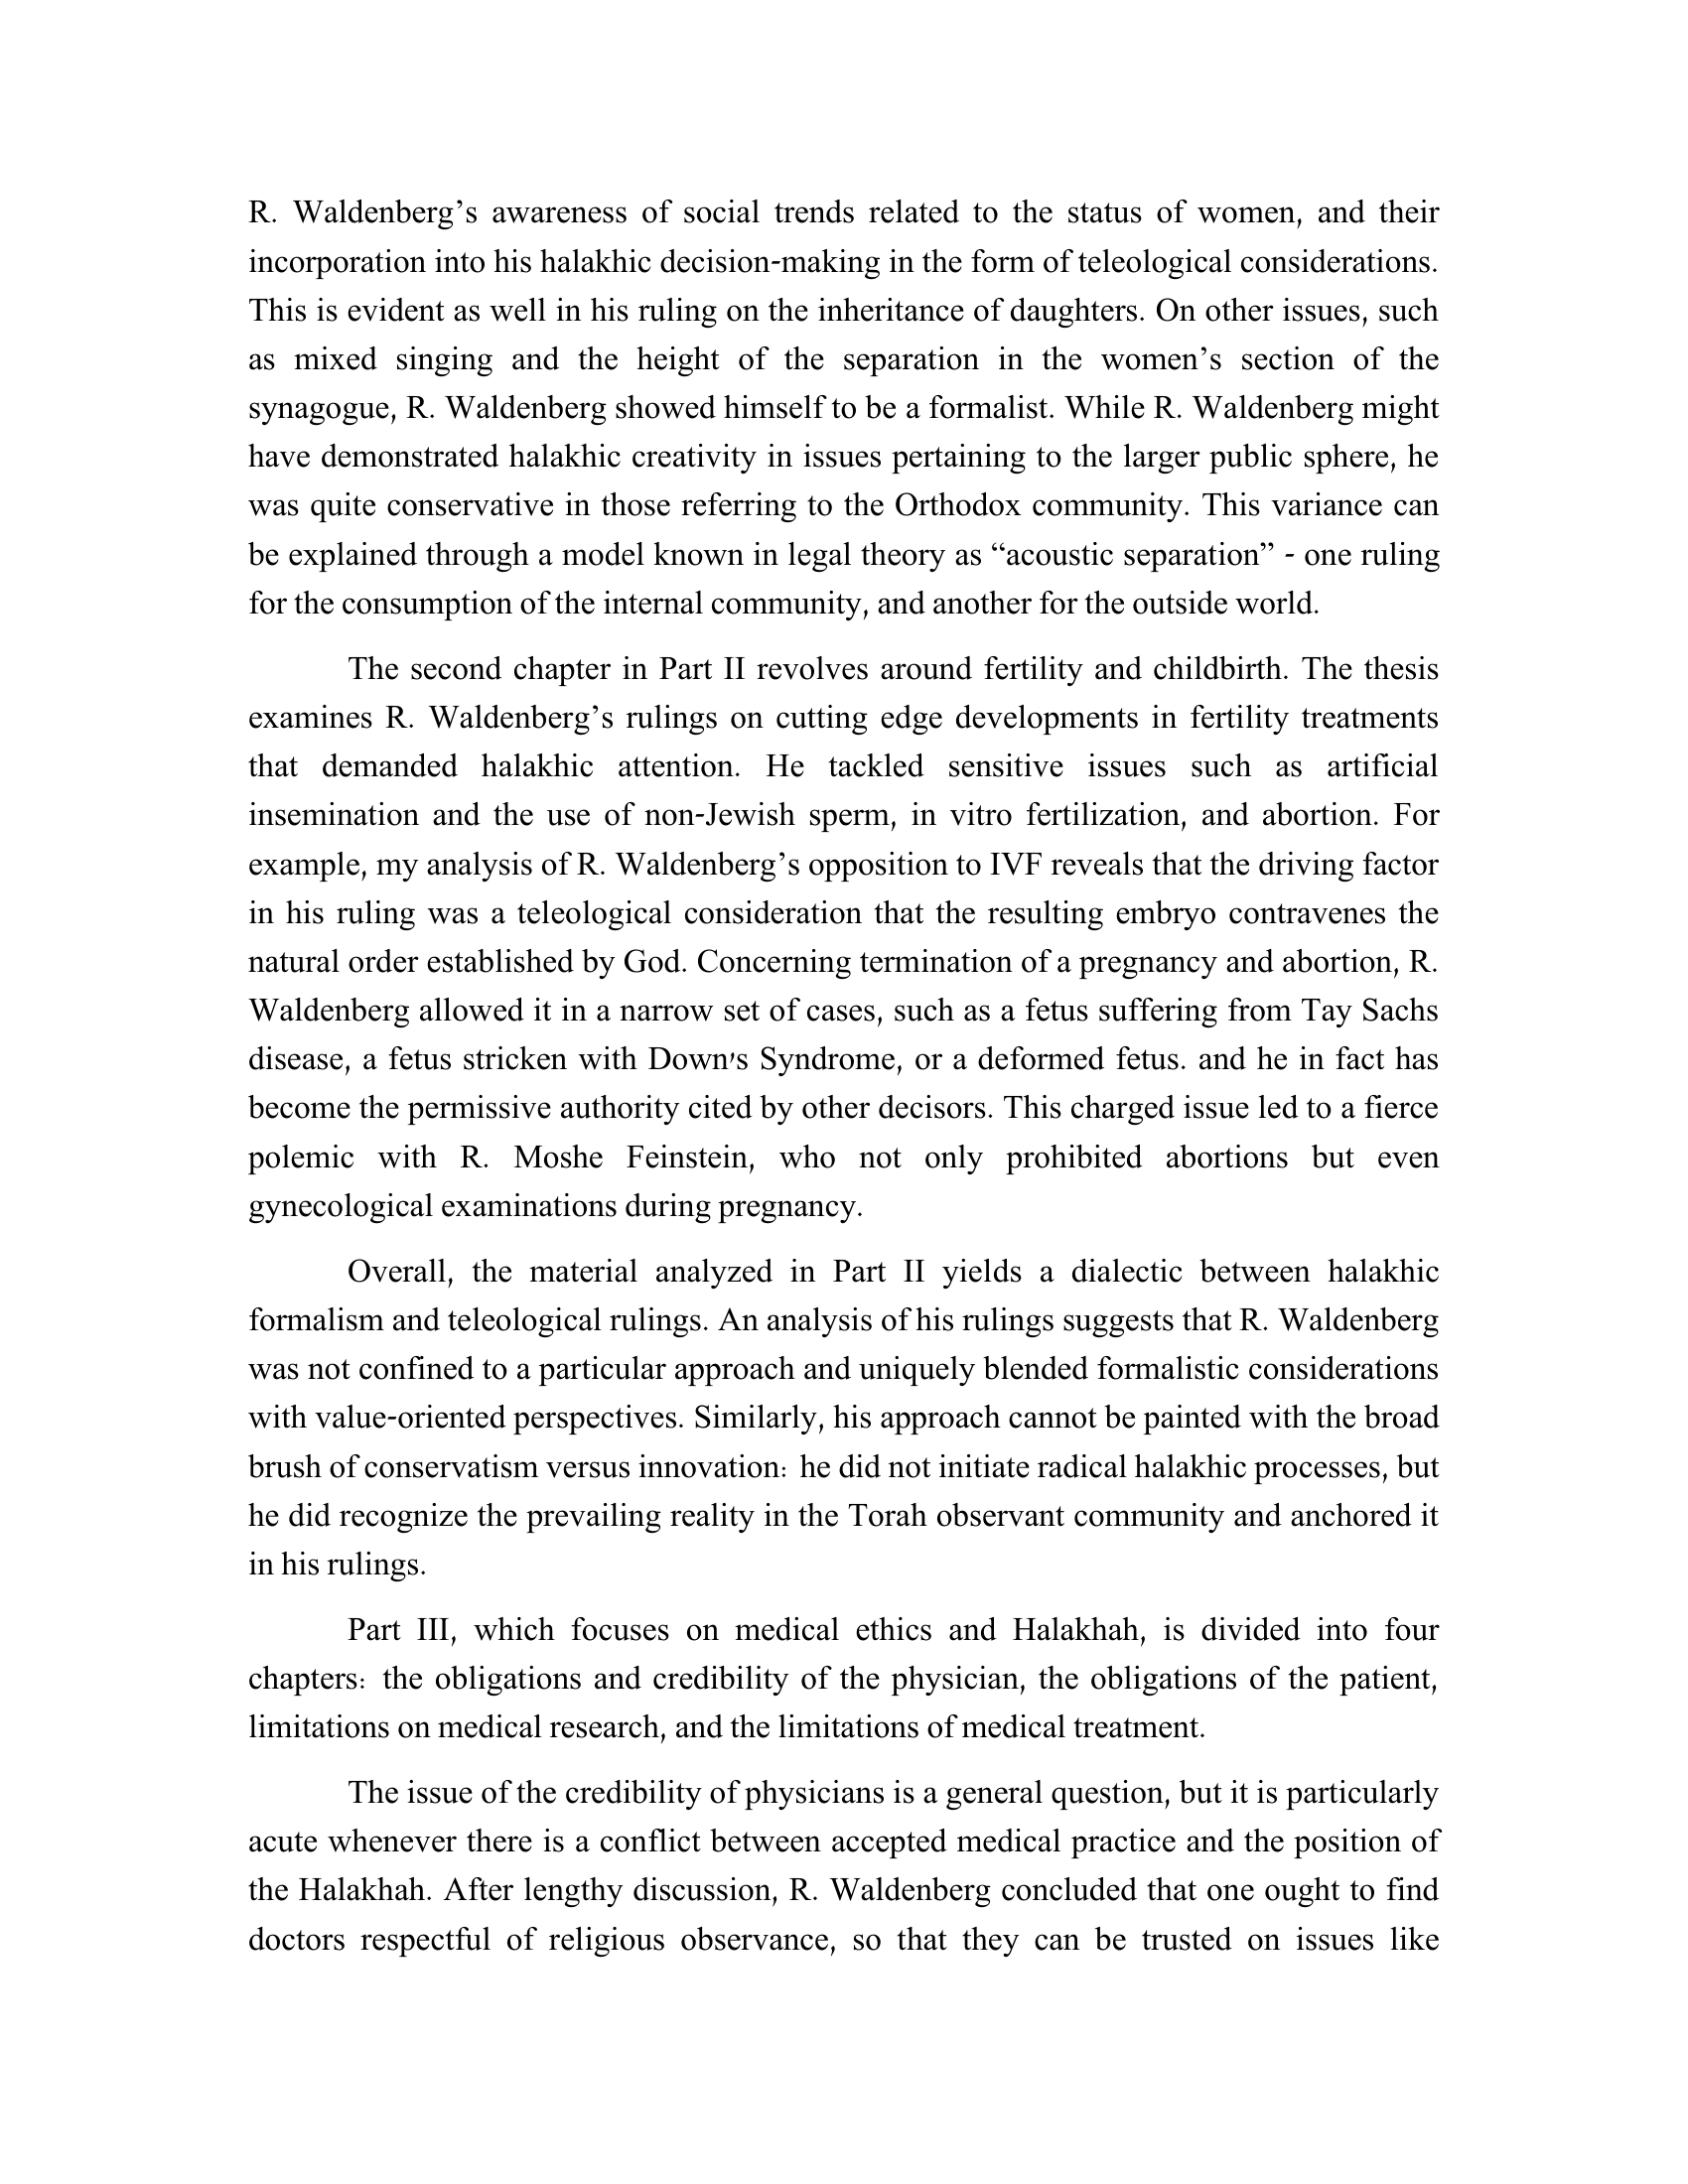 R. Waldenberg’s awareness of social trends related to the status of women, and their
incorporation into his halakhic decision-making in the form of teleological considerations.
This is evident as well in his ruling on the inheritance of daughters. On other issues, such
as mixed singing and the height of the separation in the women’s section of the
synagogue, R. Waldenberg showed himself to be a formalist. While R. Waldenberg might
have demonstrated halakhic creativity in issues pertaining to the larger public sphere, he
was quite conservative in those referring to the Orthodox community. This variance can
be explained through a model known in legal theory as “acoustic separation” - one ruling
for the consumption of the internal community, and another for the outside world.
The second chapter in Part II revolves around fertility and childbirth. The thesis
examines R. Waldenberg’s rulings on cutting edge developments in fertility treatments
that demanded halakhic attention. He tackled sensitive issues such as artificial
insemination and the use of non-Jewish sperm, in vitro fertilization, and abortion. For
example, my analysis of R. Waldenberg’s opposition to IVF reveals that the driving factor
in his ruling was a teleological consideration that the resulting embryo contravenes the
natural order established by God. Concerning termination of a pregnancy and abortion, R.
Waldenberg allowed it in a narrow set of cases, such as a fetus suffering from Tay Sachs
disease, a fetus stricken with Down's Syndrome, or a deformed fetus. and he in fact has
become the permissive authority cited by other decisors. This charged issue led to a fierce
polemic with R. Moshe Feinstein, who not only prohibited abortions but even
gynecological examinations during pregnancy.
Overall, the material analyzed in Part II yields a dialectic between halakhic
formalism and teleological rulings. An analysis of his rulings suggests that R. Waldenberg
was not confined to a particular approach and uniquely blended formalistic considerations
with value-oriented perspectives. Similarly, his approach cannot be painted with the broad
brush of conservatism versus innovation: he did not initiate radical halakhic processes, but
he did recognize the prevailing reality in the Torah observant community and anchored it
in his rulings.
Part III, which focuses on medical ethics and Halakhah, is divided into four
chapters: the obligations and credibility of the physician, the obligations of the patient,
limitations on medical research, and the limitations of medical treatment.
The issue of the credibility of physicians is a general question, but it is particularly
acute whenever there is a conflict between accepted medical practice and the position of
the Halakhah. After lengthy discussion, R. Waldenberg concluded that one ought to find
doctors respectful of religious observance, so that they can be trusted on issues like